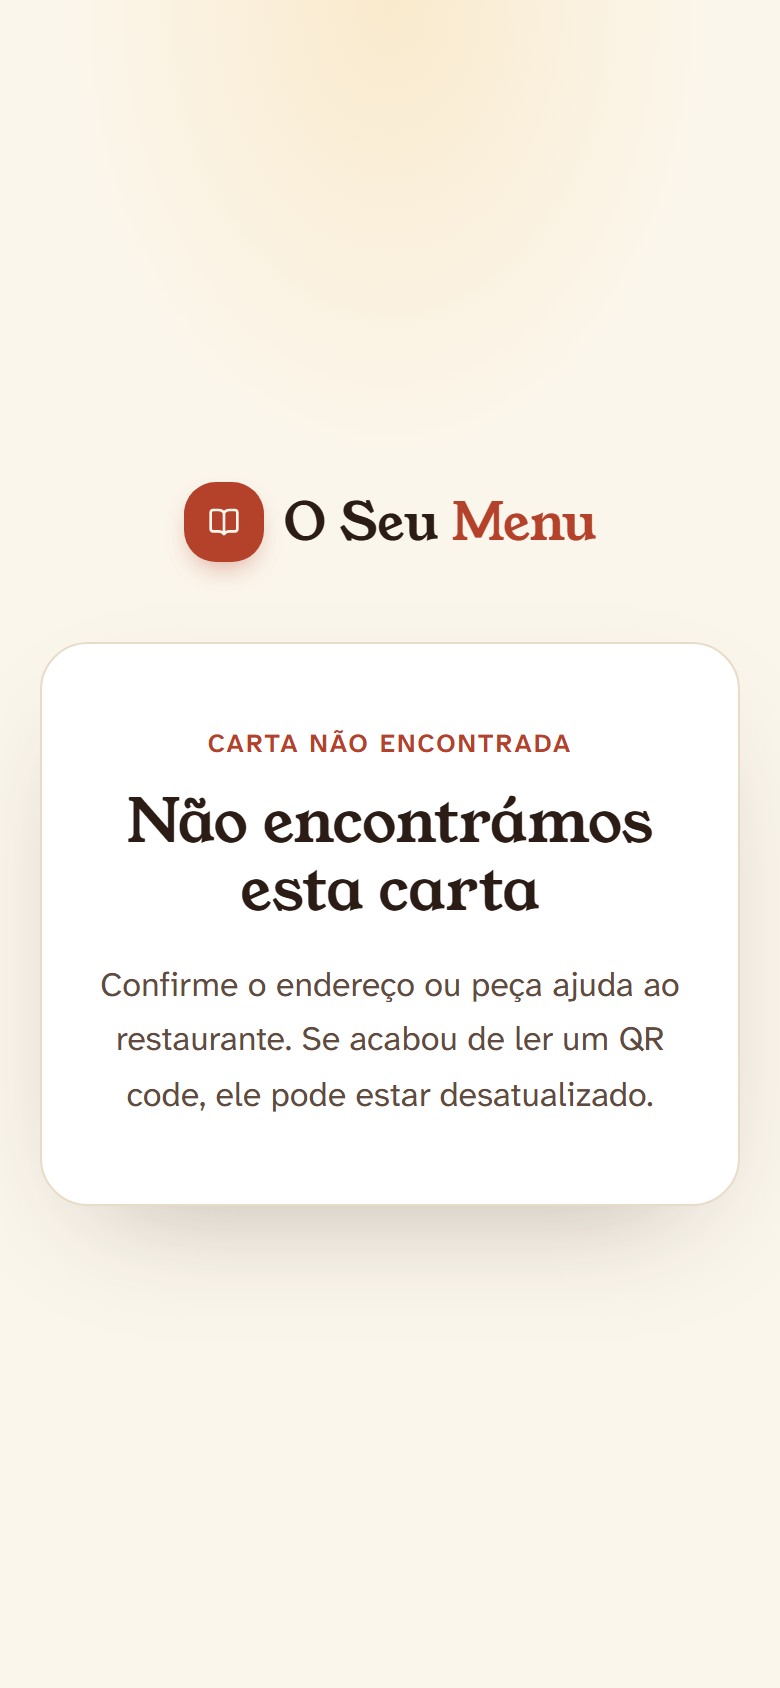 O Seu Menu
CARTA NÃO ENCONTRADA
Não encontrámos
esta carta
Confirme o endereço ou peça ajuda ao
restaurante. Se acabou de ler um QR
code, ele pode estar desatualizado.